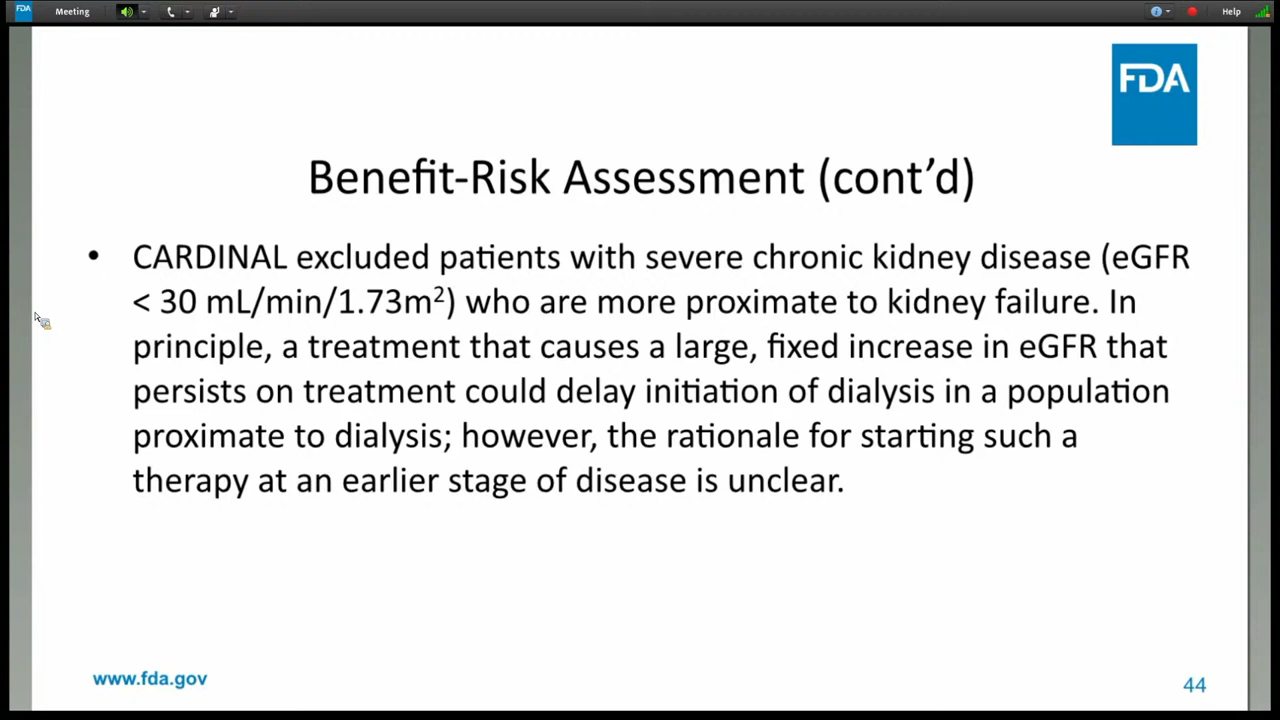 FDA Meeting Help
FDA
Benefit-Risk Assessment (cont’d)
• CARDINAL excluded patients with severe chronic kidney disease (eGFR
< 30 mL/min/1.73m²) who are more proximate to kidney failure. In
principle, a treatment that causes a large, fixed increase in eGFR that
persists on treatment could delay initiation of dialysis in a population
proximate to dialysis; however, the rationale for starting such a
therapy at an earlier stage of disease is unclear.
www.fda.gov 44